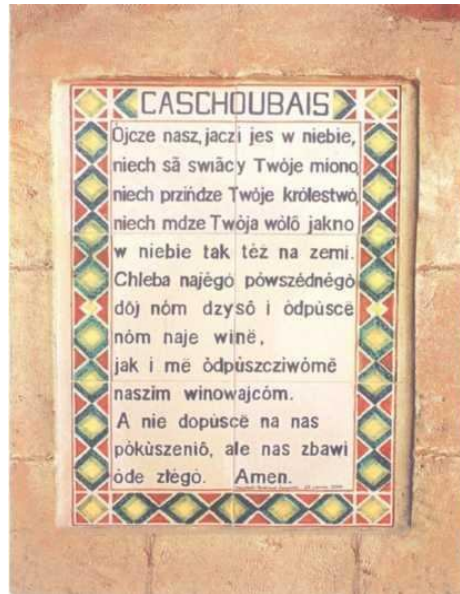 CASCHOUBAIS
Òjcze nasz, jaczi jes w niebie,
niech sã swiãcy Twòje miono,
niech przińdze Twòje królestwò,
niech mdze Twòja wòlô jakno
w niebie tak téż na zemi.
Chleba najégò pòwszédnégò
dôj nóm dzysô i òdpùscë
nóm naje winë,
jak i më òdpùszcziwómë
naszim winowajcóm.
A nie dopùscë na nas
pòkùszeniô, ale nas zbawi
òde złégò. Amen.